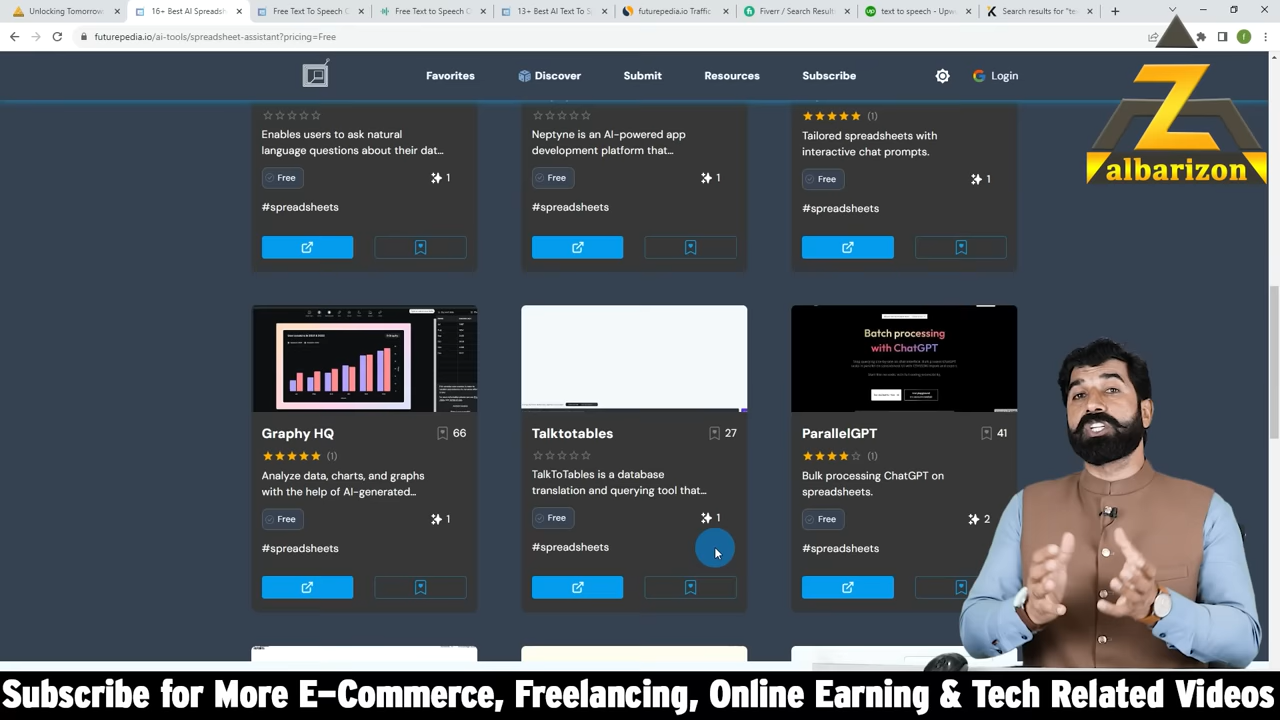 Unlocking Tomorrow:
16+ Best AI Spreads
Free Text To Speech O
Free Text to Speech O
13+ Best AI Text To S
futurepedia.io Traffic
Fiverr / Search Results
text to speech - Upw
Search results for "te
futurepedia.io/ai-tools/spreadsheet-assistant?pricing=Free
f
Favorites
Discover
Submit
Resources
Subscribe
Login
Z
albarizon
Enables users to ask natural
language questions about their dat...
Free
1
#spreadsheets
Neptyne is an AI-powered app
development platform that...
Free
1
#spreadsheets
(1)
Tailored spreadsheets with
interactive chat prompts.
Free
1
#spreadsheets
Graphy HQ
66
(1)
Analyze data, charts, and graphs
with the help of AI-generated...
Free
1
#spreadsheets
Talktotables
27
TalkToTables is a database
translation and querying tool that...
Free
1
#spreadsheets
Batch processing
with ChatGPT
ParallelGPT
41
(1)
Bulk processing ChatGPT on
spreadsheets.
Free
2
#spreadsheets
Subscribe for More E-Commerce, Freelancing, Online Earning & Tech Related Videos